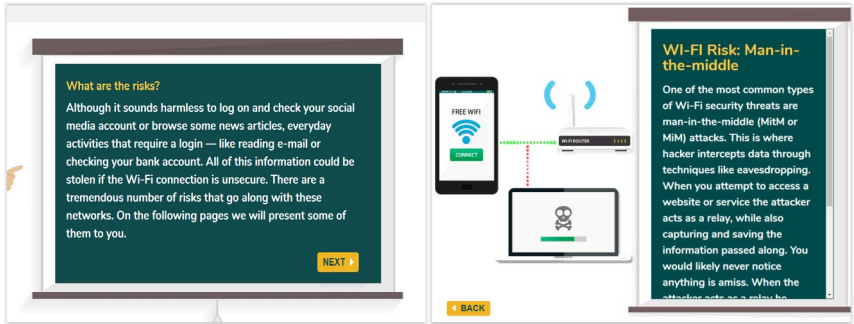 What are the risks?
Although it sounds harmless to log on and check your social
media account or browse some news articles, everyday
activities that require a login — like reading e-mail or
checking your bank account. All of this information could be
stolen if the Wi-Fi connection is unsecure. There are a
tremendous number of risks that go along with these
networks. On the following pages we will present some of
them to you.
NEXT
FREE WIFI
CONNECT
WI-FI ROUTER
BACK
WI-FI Risk: Man-in-
the-middle
One of the most common types
of Wi-Fi security threats are
man-in-the-middle (MitM or
MiM) attacks. This is where
hacker intercepts data through
techniques like eavesdropping.
When you attempt to access a
website or service the attacker
acts as a relay, while also
capturing and saving the
information passed along. You
would likely never notice
anything is amiss. When the
attacker acts as a relay he